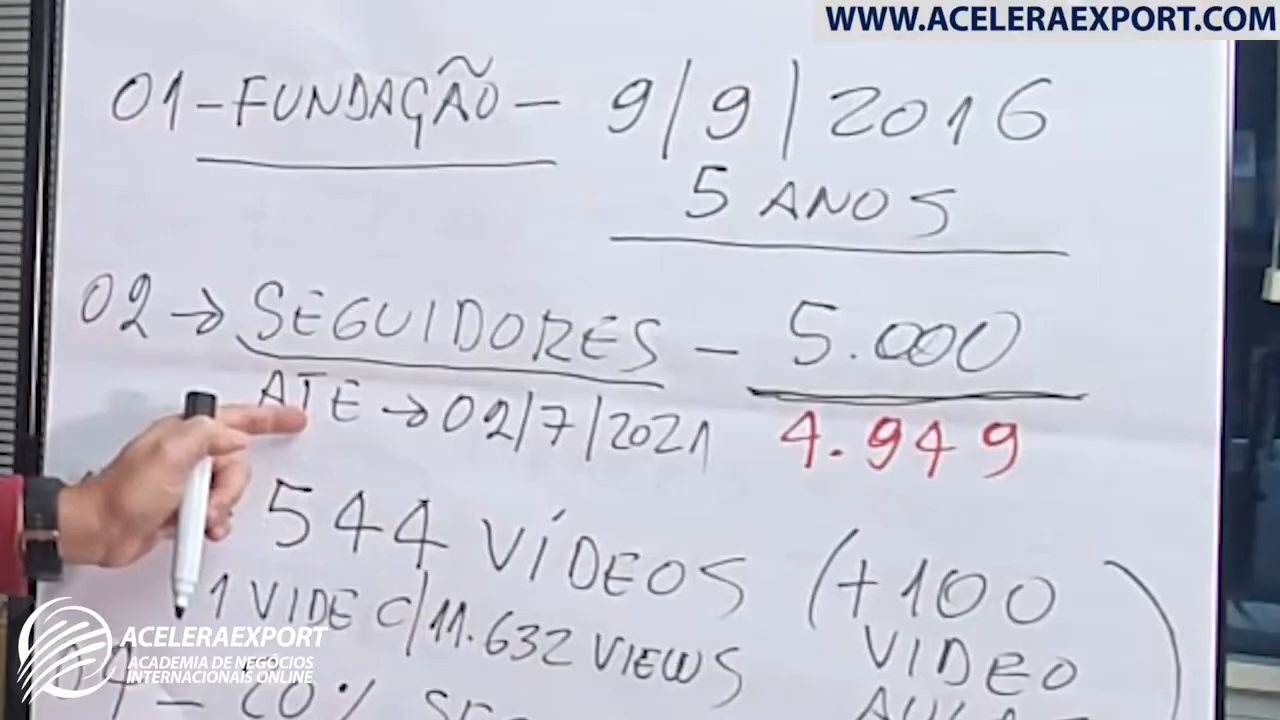 WWW.ACELERAEXPORT.COM
01-FUNDAÇÃO- 9/9/2016
5 ANOS
02→SEGUIDORES - 5.000
ATE→02/7/2021 4.949
544 VÍDEOS (+100
1 VIDE C/11.632 VIEWS VIDEO
ACELERAEXPORT
ACADEMIA DE NEGÓCIOS
INTERNACIONAIS ONLINE